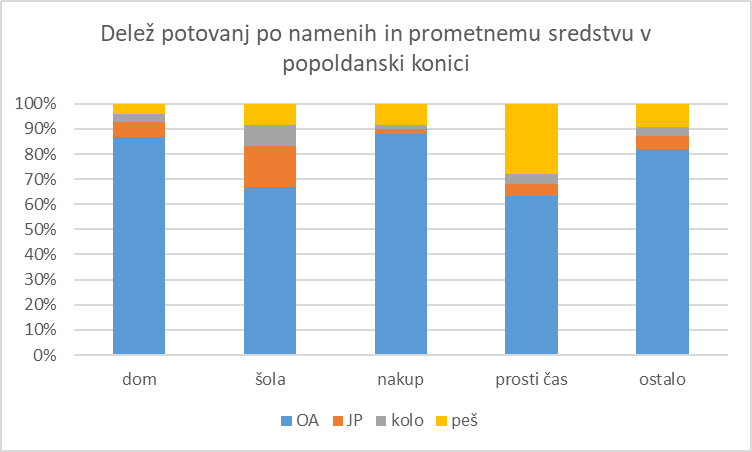 Delež potovanj po namenih in prometnemu sredstvu v
popoldanski konici
100%
90%
80%
70%
60%
50%
40%
30%
20%
10%
0%
dom šola nakup prosti čas ostalo
OA JP kolo peš